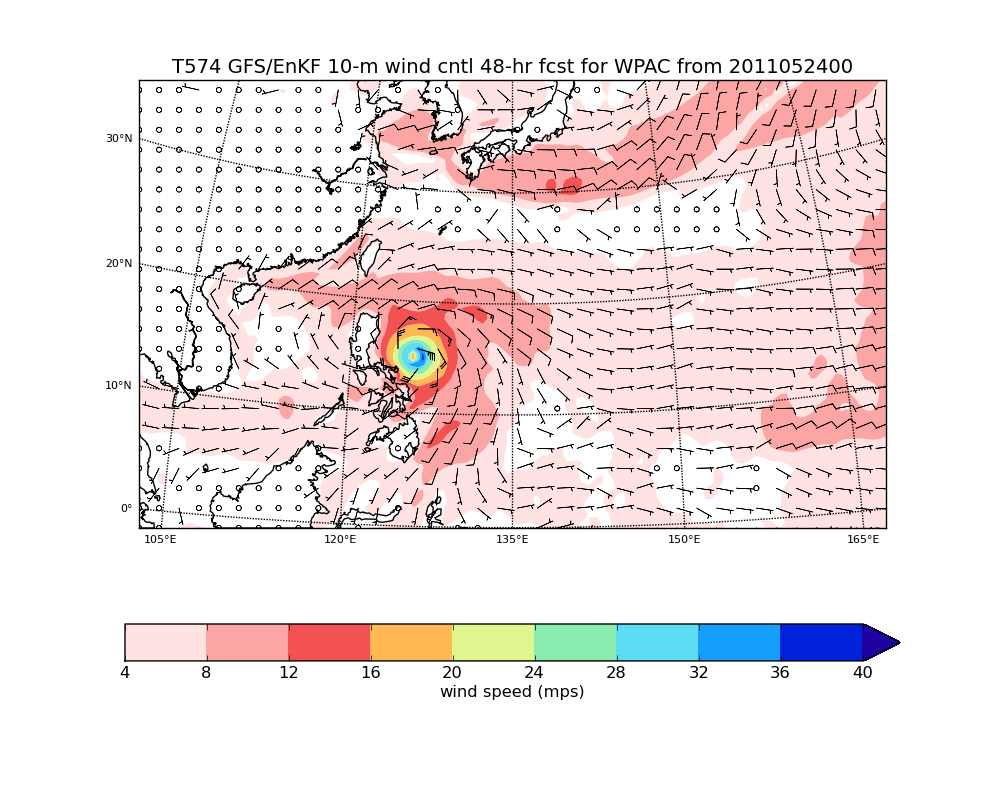 T574 GFS/EnKF 10-m wind cntl 48-hr fcst for WPAC from 2011052400
30°N
20°N
10°N
0°
105°E 120°E 135°E 150°E 165°E
4 8 12 16 20 24 28 32 36 40
wind speed (mps)